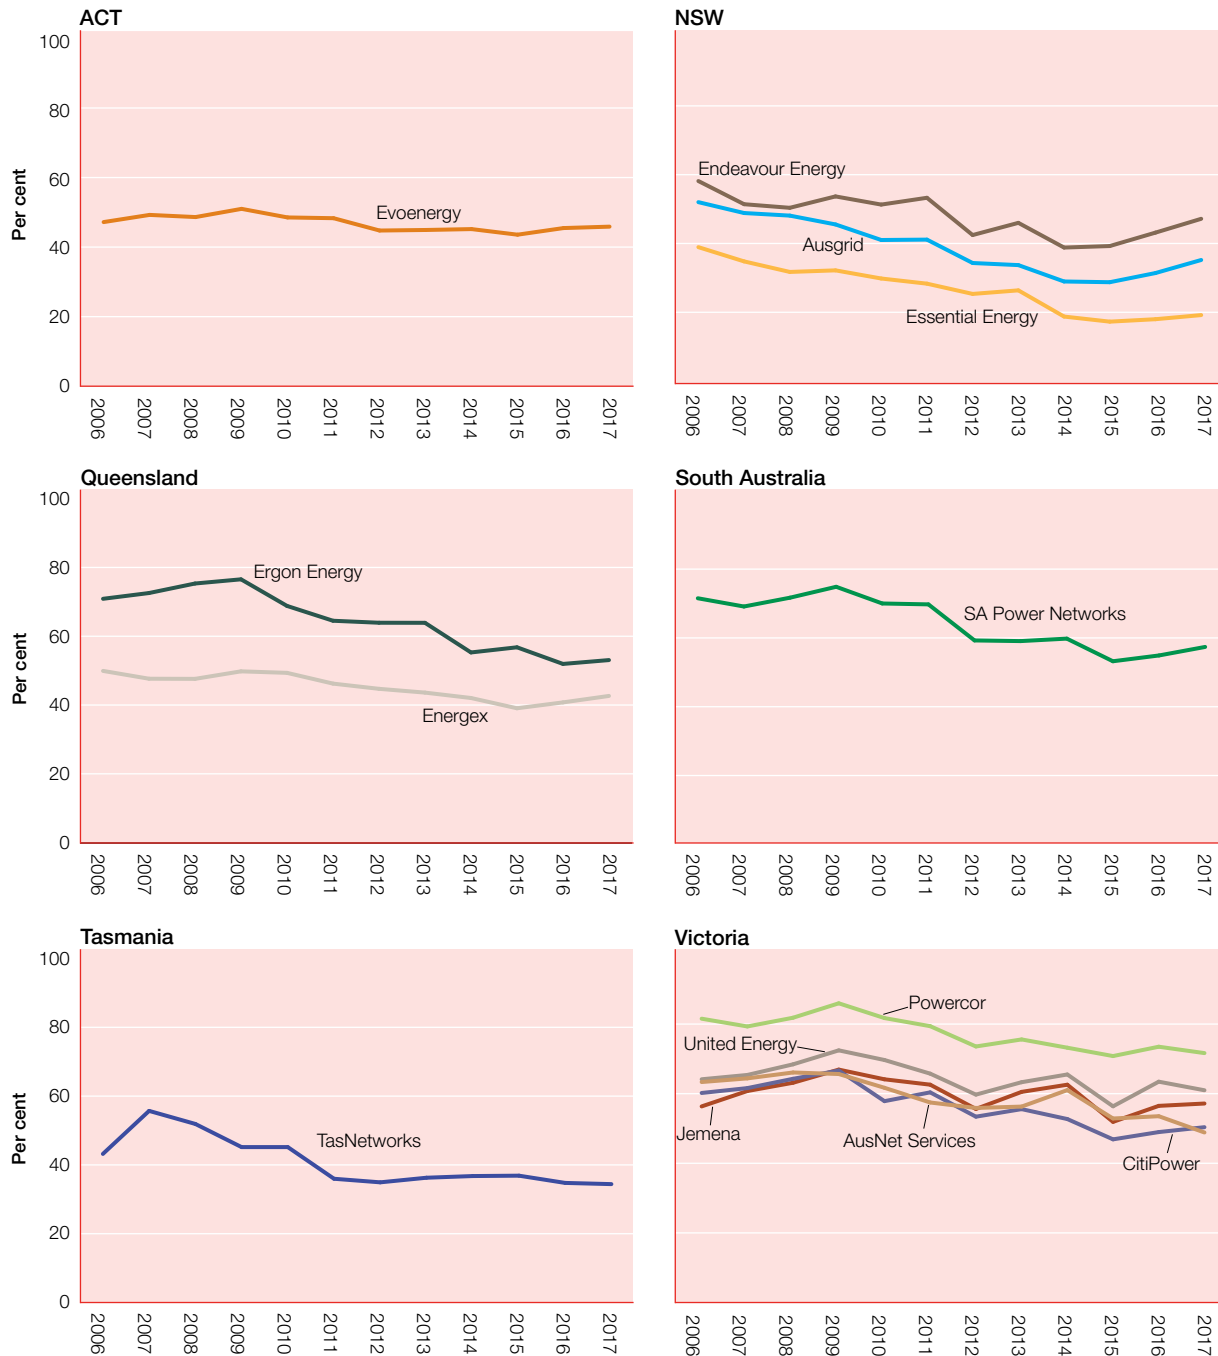 ACT
NSW
100
80
60
40
20
0
Per cent
Evoenergy
2006 2007 2008 2009 2010 2011 2012 2013 2014 2015 2016 2017
Endeavour Energy
Ausgrid
Essential Energy
2006 2007 2008 2009 2010 2011 2012 2013 2014 2015 2016 2017
Queensland
South Australia
100
80
60
40
20
0
Per cent
Ergon Energy
Energex
2006 2007 2008 2009 2010 2011 2012 2013 2014 2015 2016 2017
SA Power Networks
2006 2007 2008 2009 2010 2011 2012 2013 2014 2015 2016 2017
Tasmania
Victoria
100
80
60
40
20
0
Per cent
TasNetworks
2006 2007 2008 2009 2010 2011 2012 2013 2014 2015 2016 2017
Powercor
United Energy
Jemena
AusNet Services
CitiPower
2006 2007 2008 2009 2010 2011 2012 2013 2014 2015 2016 2017